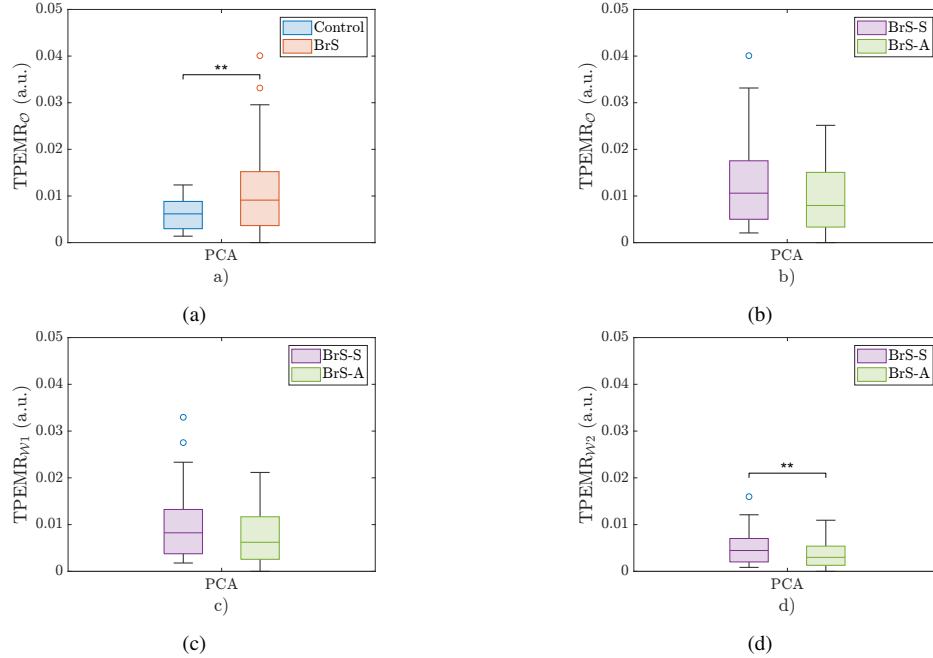 0.05
0.04
0.03
0.02
0.01
0
TPEMR𝒪 (a.u.)
Control
BrS
**
PCA
a)
(a)
0.05
0.04
0.03
0.02
0.01
0
TPEMR𝒪 (a.u.)
BrS-S
BrS-A
PCA
b)
(b)
0.05
0.04
0.03
0.02
0.01
0
TPEMR𝒲1 (a.u.)
BrS-S
BrS-A
PCA
c)
(c)
0.05
0.04
0.03
0.02
0.01
0
TPEMR𝒲2 (a.u.)
BrS-S
BrS-A
**
PCA
d)
(d)